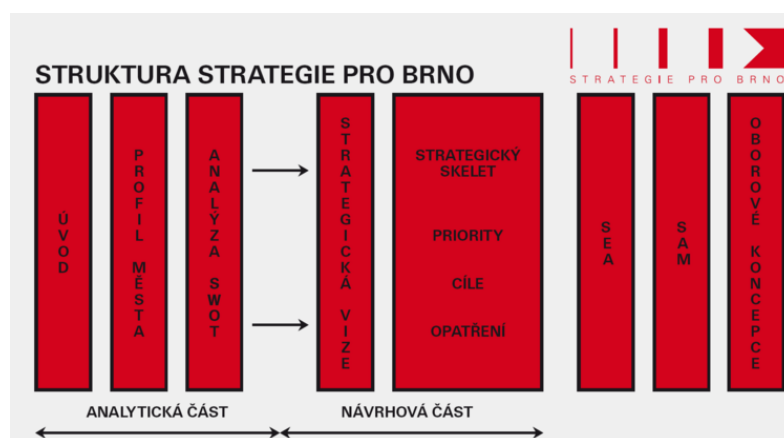 STRATEGIE PRO BRNO
STRUKTURA STRATEGIE PRO BRNO
ÚVOD
PROFIL MĚSTA
ANALÝZA SWOT
STRATEGICKÁ VIZE
STRATEGICKÝ
SKELET
PRIORITY
CÍLE
OPATŘENÍ
SEA
SAM
OBOROVÉ KONCEPCE
ANALYTICKÁ ČÁST
NÁVRHOVÁ ČÁST